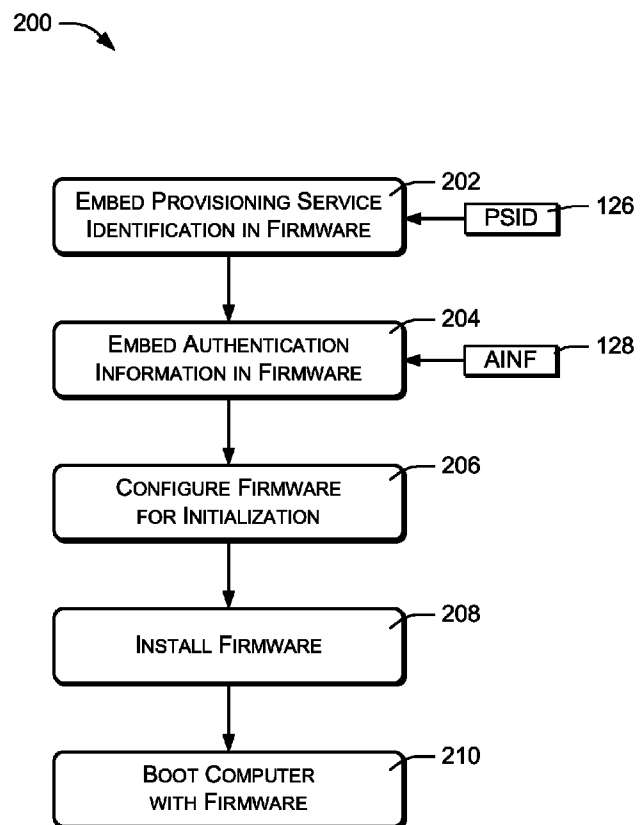 200
202
EMBED PROVISIONING SERVICE
IDENTIFICATION IN FIRMWARE
PSID
126
204
EMBED AUTHENTICATION
INFORMATION IN FIRMWARE
AINF
128
206
CONFIGURE FIRMWARE
FOR INITIALIZATION
208
INSTALL FIRMWARE
210
BOOT COMPUTER
WITH FIRMWARE